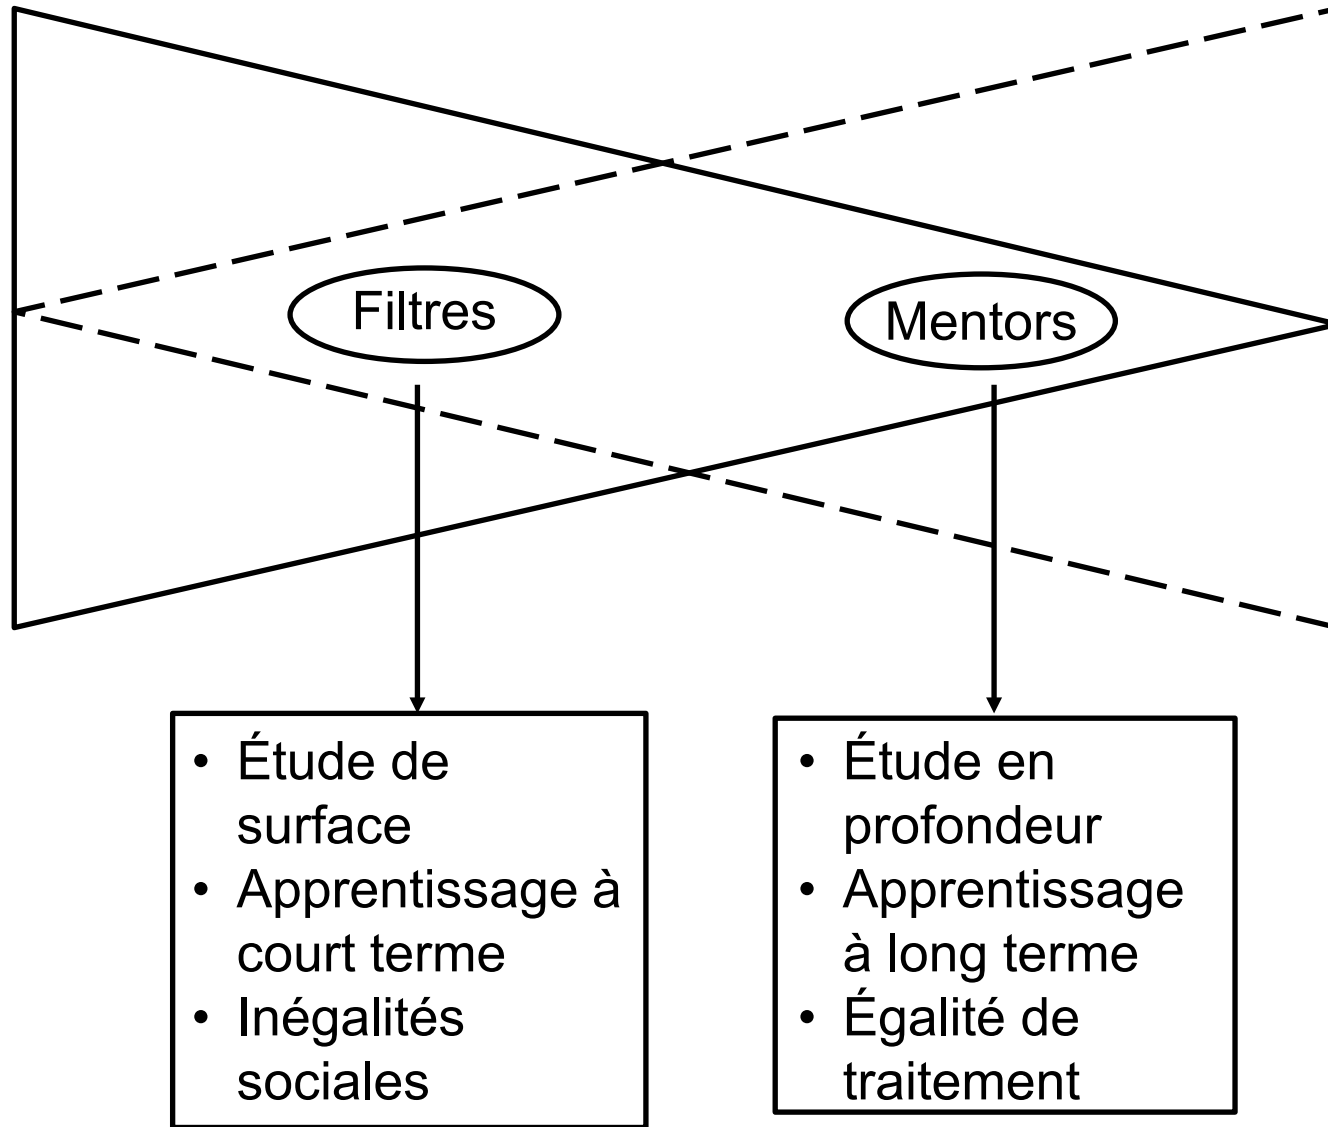 Filtres
Mentors
• Étude de
surface
• Apprentissage à
court terme
• Inégalités
sociales
• Étude en
profondeur
• Apprentissage
à long terme
• Égalité de
traitement